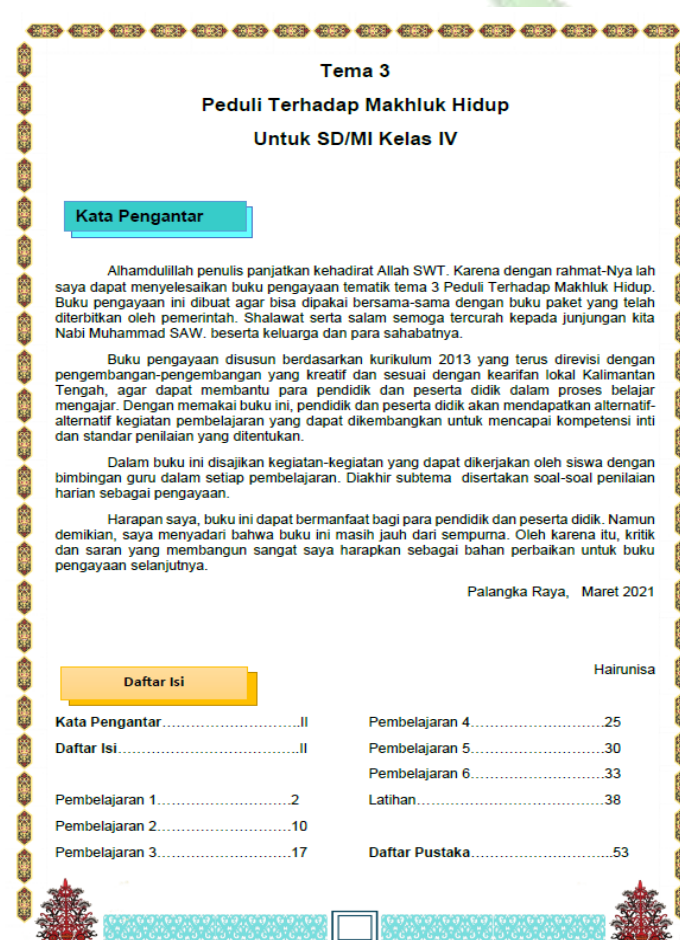 Tema 3
Peduli Terhadap Makhluk Hidup
Untuk SD/MI Kelas IV
Kata Pengantar
Alhamdulillah penulis panjatkan kehadirat Allah SWT. Karena dengan rahmat-Nya lah
saya dapat menyelesaikan buku pengayaan tematik tema 3 Peduli Terhadap Makhluk Hidup.
Buku pengayaan ini dibuat agar bisa dipakai bersama-sama dengan buku paket yang telah
diterbitkan oleh pemerintah. Shalawat serta salam semoga tercurah kepada junjungan kita
Nabi Muhammad SAW. beserta keluarga dan para sahabatnya.
Buku pengayaan disusun berdasarkan kurikulum 2013 yang terus direvisi dengan
pengembangan-pengembangan yang kreatif dan sesuai dengan kearifan lokal Kalimantan
Tengah, agar dapat membantu para pendidik dan peserta didik dalam proses belajar
mengajar. Dengan memakai buku ini, pendidik dan peserta didik akan mendapatkan alternatif-
alternatif kegiatan pembelajaran yang dapat dikembangkan untuk mencapai kompetensi inti
dan standar penilaian yang ditentukan.
Dalam buku ini disajikan kegiatan-kegiatan yang dapat dikerjakan oleh siswa dengan
bimbingan guru dalam setiap pembelajaran. Diakhir subtema disertakan soal-soal penilaian
harian sebagai pengayaan.
Harapan saya, buku ini dapat bermanfaat bagi para pendidik dan peserta didik. Namun
demikian, saya menyadari bahwa buku ini masih jauh dari sempurna. Oleh karena itu, kritik
dan saran yang membangun sangat saya harapkan sebagai bahan perbaikan untuk buku
pengayaan selanjutnya.
Palangka Raya, Maret 2021
Hairunisa
Daftar Isi
Kata Pengantar…………………………..II
Daftar Isi…………………………………..II
Pembelajaran 1…………………………2
Pembelajaran 2…………………………10
Pembelajaran 3…………………………17
Pembelajaran 4…………………………25
Pembelajaran 5…………………………30
Pembelajaran 6…………………………33
Latihan……………………………………38
Daftar Pustaka…………………………..53